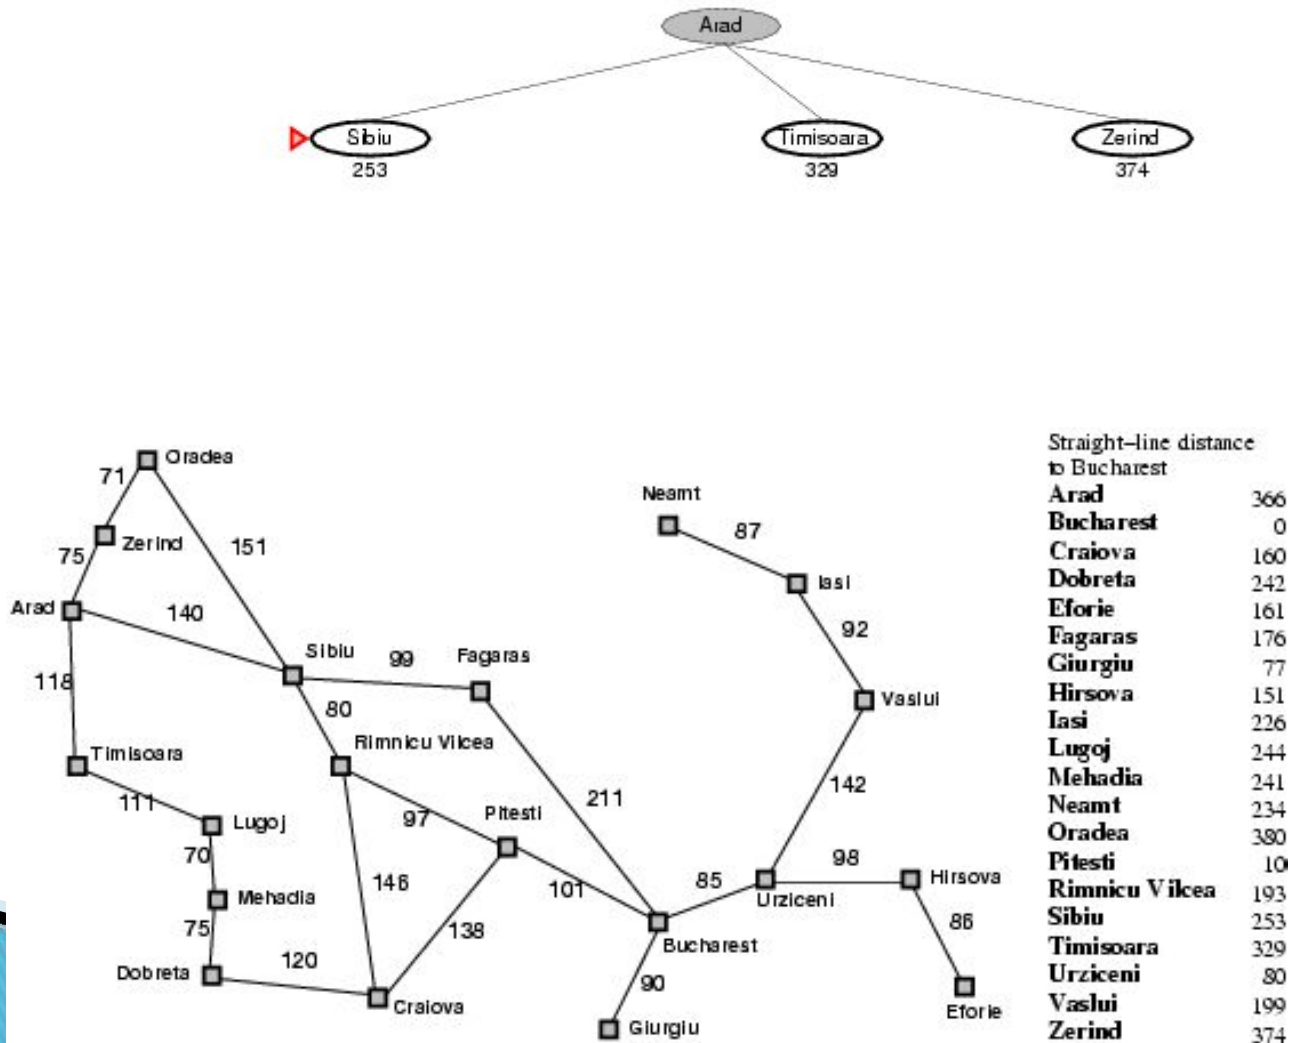 Arad
Sibiu
Timisoara
Zerind
253
329
374
Straight–line distance
to Bucharest
Arad 366
Bucharest 0
Craiova 160
Dobreta 242
Eforie 161
Fagaras 176
Giurgiu 77
Hirsova 151
Iasi 226
Lugoj 244
Mehadia 241
Neamt 234
Oradea 380
Pitesti 10
Rimnicu Vilcea 193
Sibiu 253
Timisoara 329
Urziceni 80
Vaslui 199
Zerind 374
Oradea
71
Neamt
87
Zerind
151
75
Iasi
Arad
140
92
Sibiu
99
Fagaras
118
80
Vaslui
Rimnicu Vilcea
Timisoara
142
111
211
Lugoj
97
Pitesti
70
98
146
101
85
Hirsova
Mehadia
Urziceni
75
138
86
Bucharest
120
Dobreta
90
Craiova
Eforie
Giurgiu